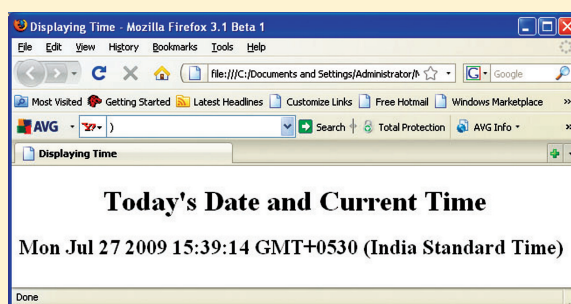 Displaying Time - Mozilla Firefox 3.1 Beta 1
File Edit View History Bookmarks Tools Help
file:///C:/Documents and Settings/Administrator/ G Google
Most Visited Getting Started Latest Headlines Customize Links Free Hotmail Windows Marketplace »
AVG Y? ) Search Total Protection AVG Info »
Displaying Time
Today's Date and Current Time
Mon Jul 27 2009 15:39:14 GMT+0530 (India Standard Time)
Done